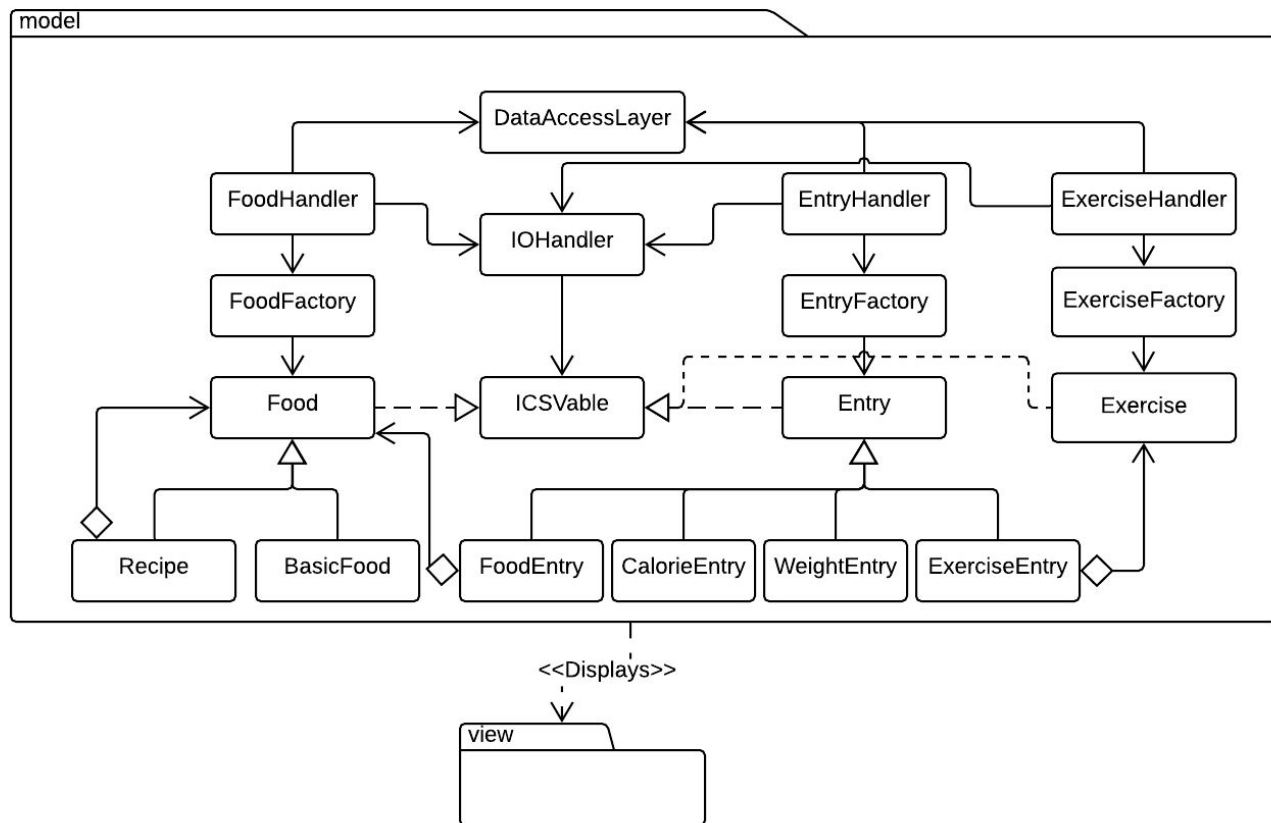 model
DataAccessLayer
FoodHandler
EntryHandler
ExerciseHandler
IOHandler
FoodFactory
EntryFactory
ExerciseFactory
Food
ICSVable
Entry
Exercise
Recipe
BasicFood
FoodEntry
CalorieEntry
WeightEntry
ExerciseEntry
<<Displays>>
view